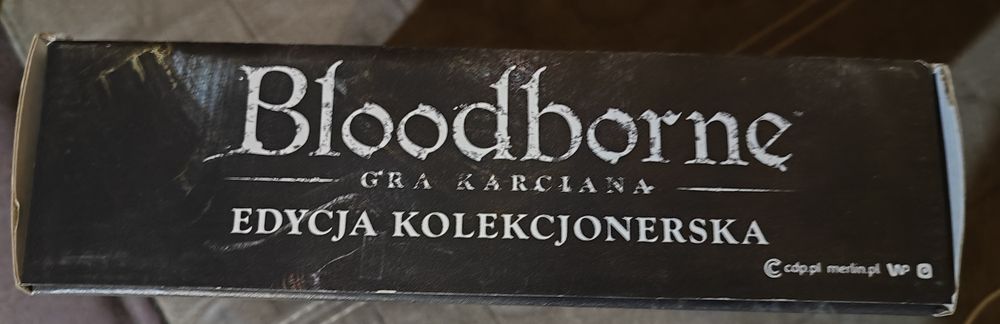 Bloodborne
GRA KARCIANA
EDYCJA KOLEKCJONERSKA
cdp.pl merlin.pl WP